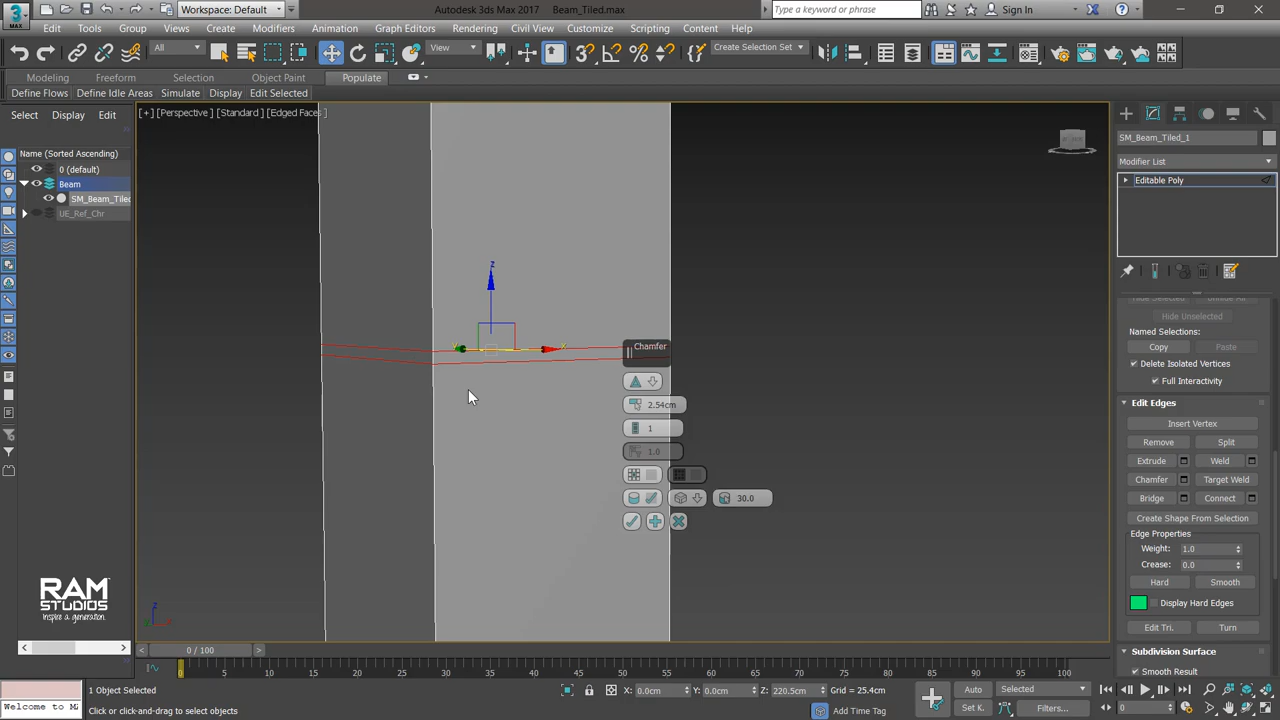 3
MAX
Workspace: Default
Autodesk 3ds Max 2017
Beam_Tiled.max
Type a keyword or phrase
Sign In
Edit
Tools
Group
Views
Create
Modifiers
Animation
Graph Editors
Rendering
Civil View
Customize
Scripting
Content
Help
All
View
Create Selection Set
Modeling
Freeform
Selection
Object Paint
Populate
Define Flows
Define Idle Areas
Simulate
Display
Edit Selected
Select
Display
Edit
[+] [Perspective ] [Standard ] [Edged Faces ]
Name (Sorted Ascending)
0 (default)
Beam
SM_Beam_Tiled
UE_Ref_Chr
z
x
Chamfer
2.54cm
1
1.0
30.0
SM_Beam_Tiled_1
Modifier List
Editable Poly
Hide Unselected
Named Selections:
Copy
Paste
Delete Isolated Vertices
Full Interactivity
Edit Edges
Insert Vertex
Remove
Split
Extrude
Weld
Chamfer
Target Weld
Bridge
Connect
Create Shape From Selection
Edge Properties
Weight: 1.0
Crease: 0.0
Hard
Smooth
Display Hard Edges
Edit Tri.
Turn
Subdivision Surface
Smooth Result
RAM
STUDIOS
inspire a generation
z
x
0 / 100
0
5
10
15
20
25
30
35
40
45
50
55
60
65
70
75
80
85
90
95
100
Welcome to M
1 Object Selected
Click or click-and-drag to select objects
X: 0.0cm
Y: 0.0cm
Z: 220.5cm
Grid = 25.4cm
Add Time Tag
Auto
Selected
Set K.
Filters...
0